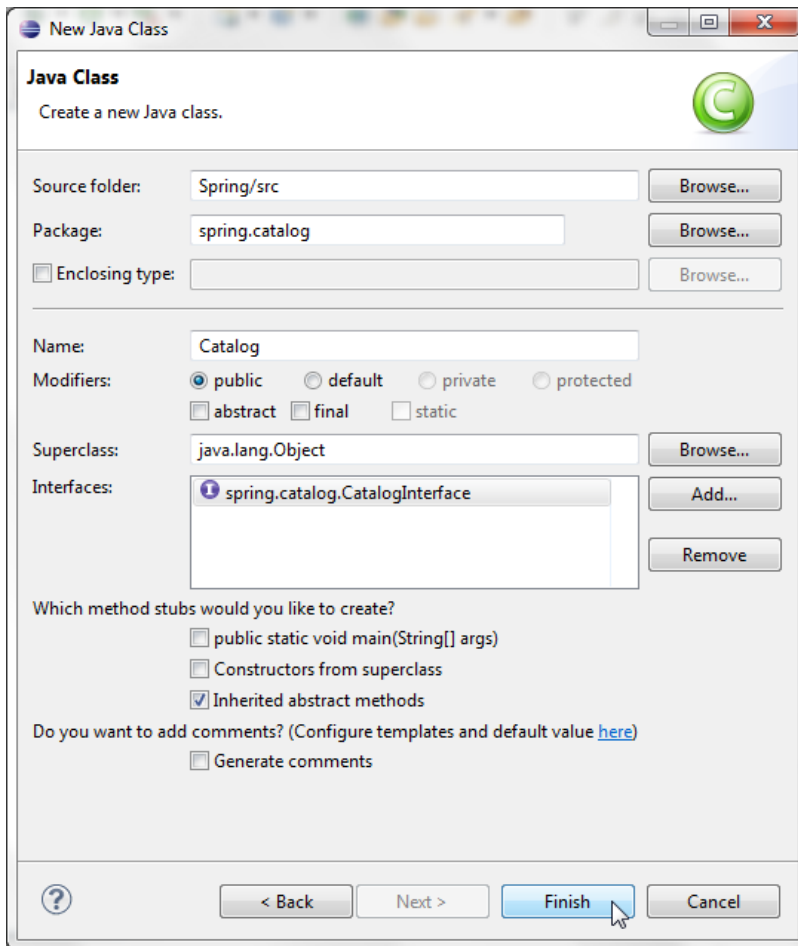 New Java Class
Java Class
Create a new Java class.
Source folder: Spring/src Browse...
Package: spring.catalog Browse...
Enclosing type: Browse...
Name: Catalog
Modifiers: public default private protected
abstract final static
Superclass: java.lang.Object Browse...
Interfaces: spring.catalog.CatalogInterface Add...
Remove
Which method stubs would you like to create?
public static void main(String[] args)
Constructors from superclass
Inherited abstract methods
Do you want to add comments? (Configure templates and default value here)
Generate comments
< Back Next > Finish Cancel